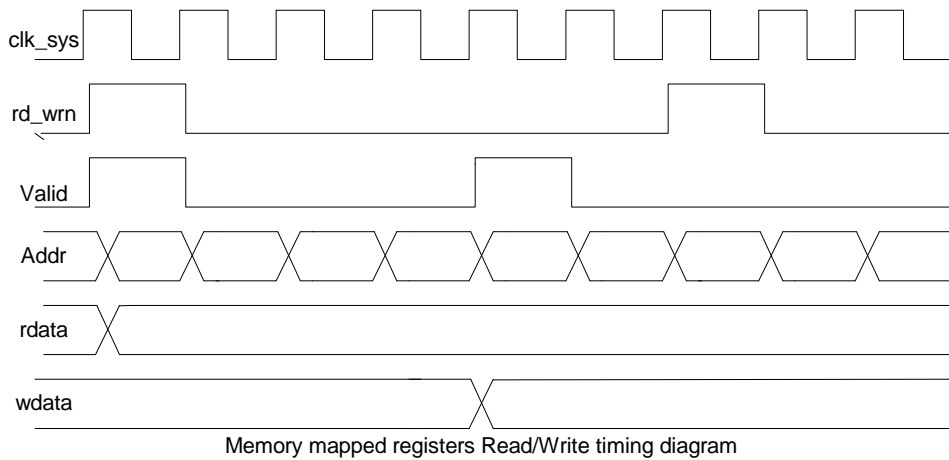 clk_sys
rd_wrn
Valid
Addr
rdata
wdata
Memory mapped registers Read/Write timing diagram